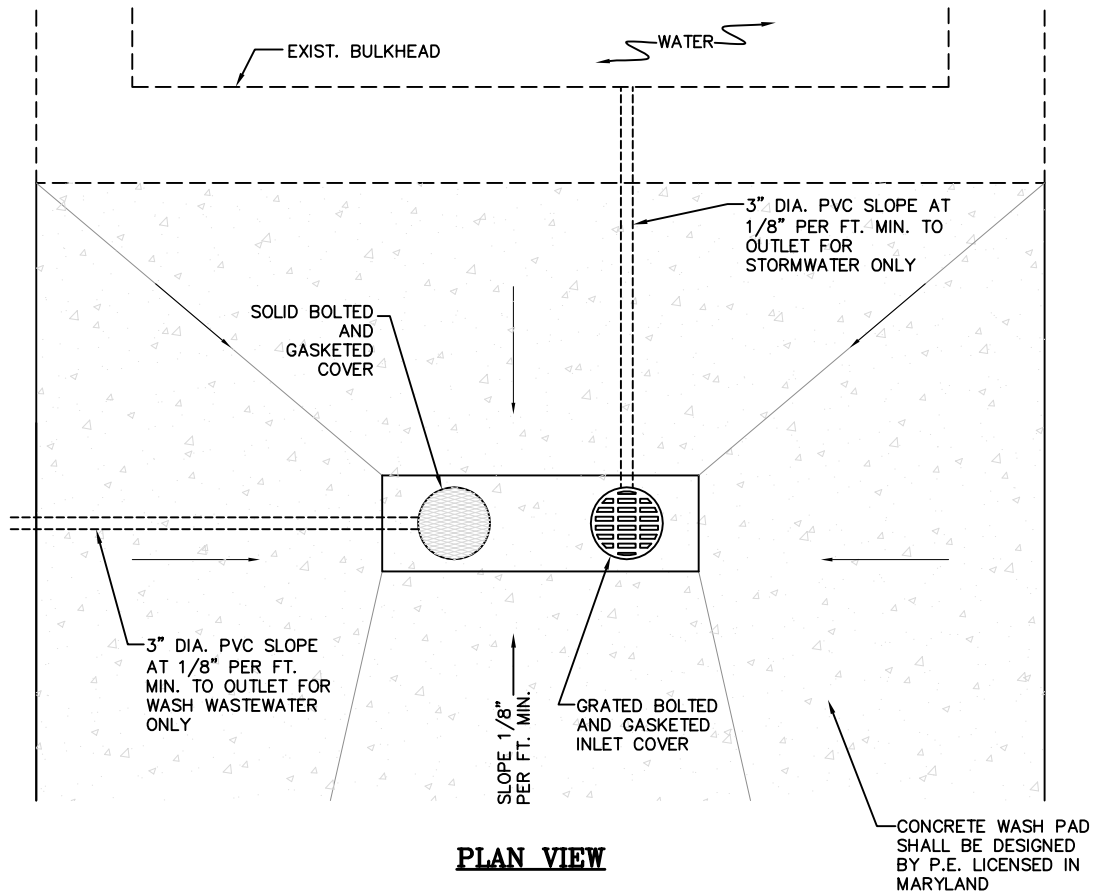 EXIST. BULKHEAD
WATER
3" DIA. PVC SLOPE AT
1/8" PER FT. MIN. TO
OUTLET FOR
STORMWATER ONLY
SOLID BOLTED
AND
GASKETED
COVER
3" DIA. PVC SLOPE
AT 1/8" PER FT.
MIN. TO OUTLET FOR
WASH WASTEWATER
ONLY
SLOPE 1/8"
PER FT. MIN.
GRATED BOLTED
AND GASKETED
INLET COVER
CONCRETE WASH PAD
SHALL BE DESIGNED
BY P.E. LICENSED IN
MARYLAND
PLAN VIEW